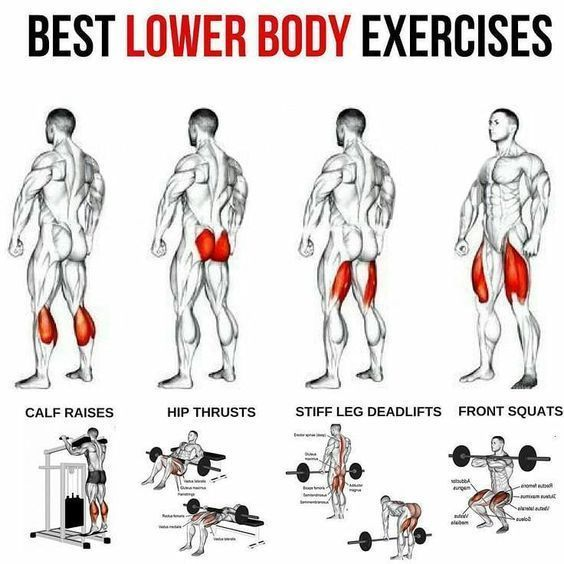 BEST LOWER BODY EXERCISES
CALF RAISES
HIP THRUSTS
STIFF LEG DEADLIFTS
FRONT SQUATS
Vastus lateralis
Gluteus maximus
Hamstrings
Rectus femoris
Vastus medialis
Vastus lateralis
Erector spinae (deep)
Gluteus
maximus
Biceps femoris
Semitendinosus
Semimembranosus
Adductor
magnus
Adductor
magnus
Vastus
medialis
Rectus femoris
Gluteus maximus
Vastus lateralis
Soleus